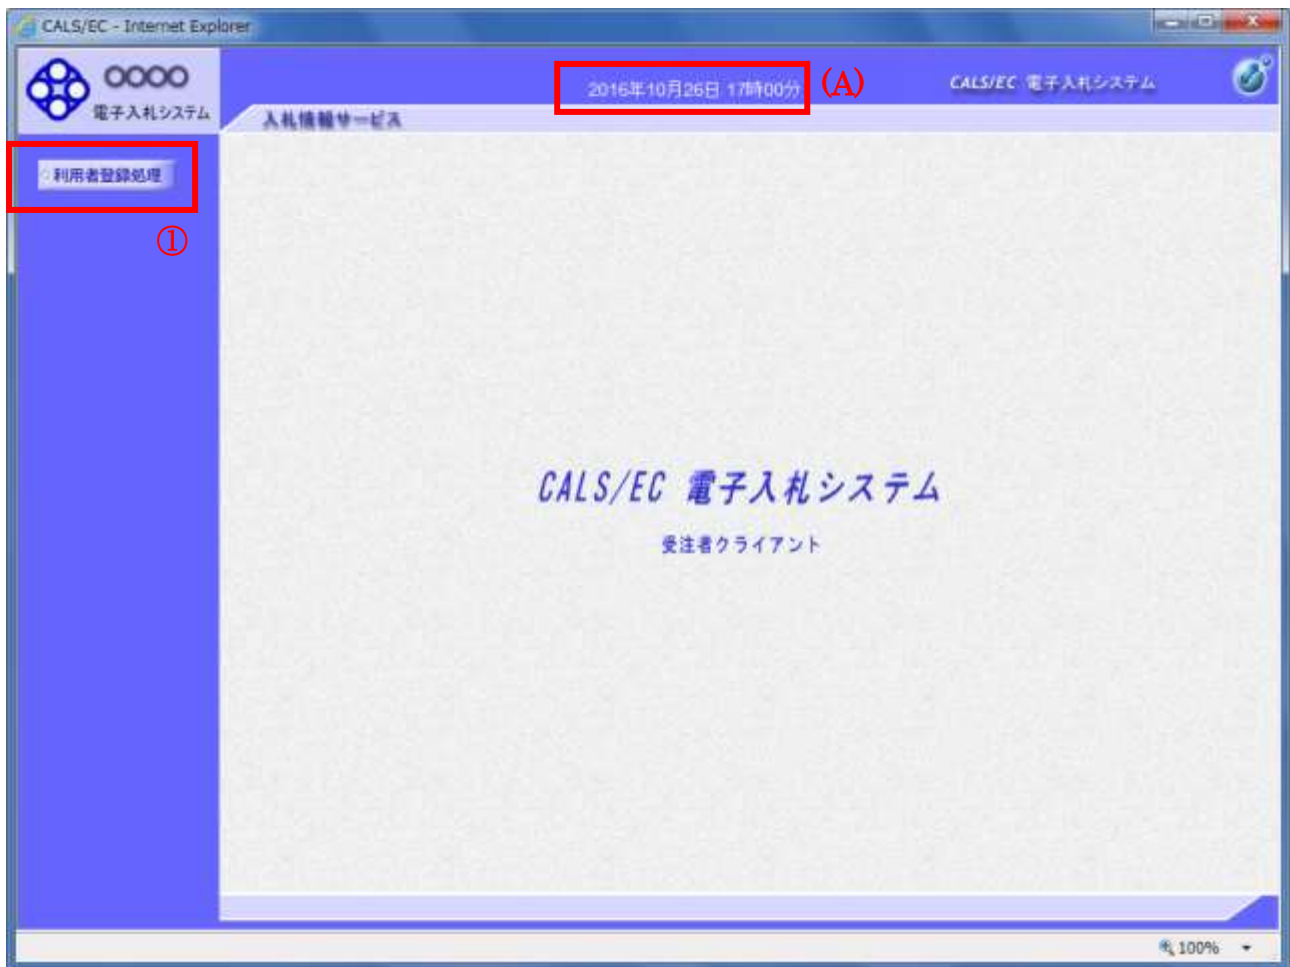 CALS/EC - Internet Explorer
〇〇〇〇
電子入札システム
2016年10月26日 17時00分
(A)
CALS/EC 電子入札システム
入札情報サービス
利用者登録処理
①
CALS/EC 電子入札システム
受注者クライアント
100%